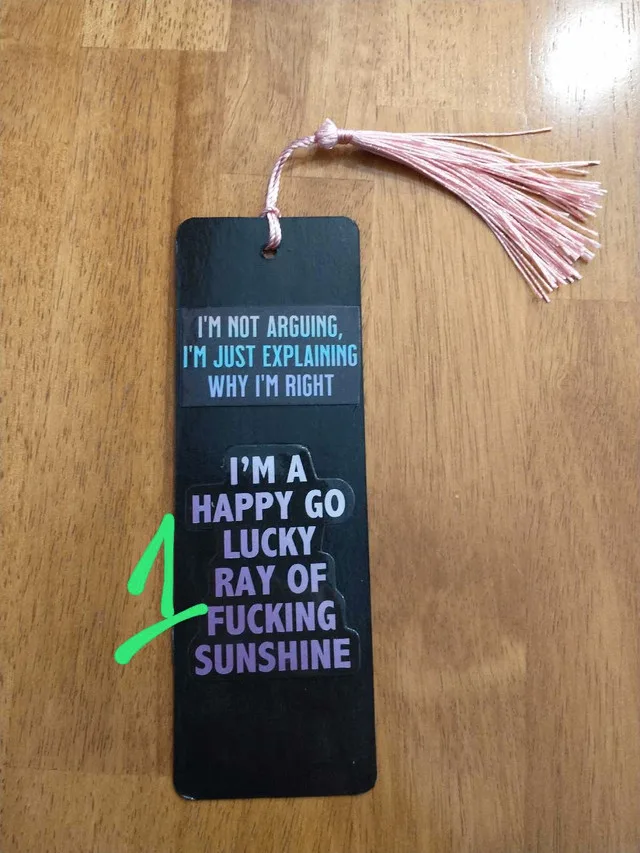 I'M NOT ARGUING,
I'M JUST EXPLAINING
WHY I'M RIGHT
I'M A
HAPPY GO
LUCKY
RAY OF
FUCKING
SUNSHINE
1